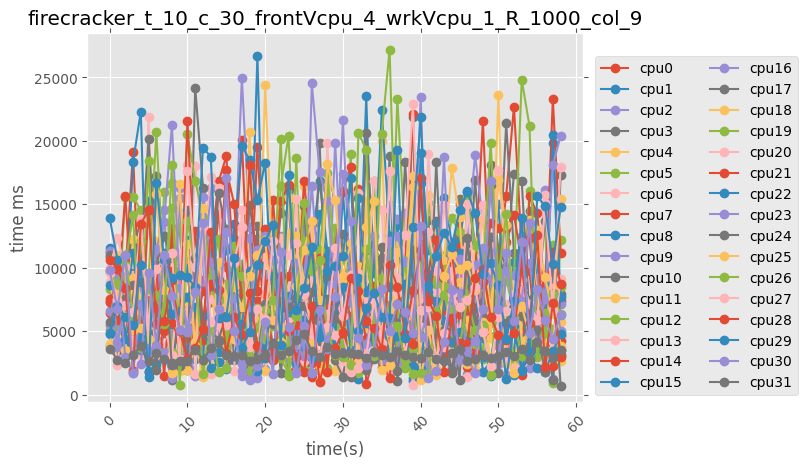 firecracker_t_10_c_30_frontVcpu_4_wrkVcpu_1_R_1000_col_9
time ms
25000
20000
15000
10000
5000
0
0
10
20
30
40
50
60
time(s)
cpu0
cpu1
cpu2
cpu3
cpu4
cpu5
cpu6
cpu7
cpu8
cpu9
cpu10
cpu11
cpu12
cpu13
cpu14
cpu15
cpu16
cpu17
cpu18
cpu19
cpu20
cpu21
cpu22
cpu23
cpu24
cpu25
cpu26
cpu27
cpu28
cpu29
cpu30
cpu31